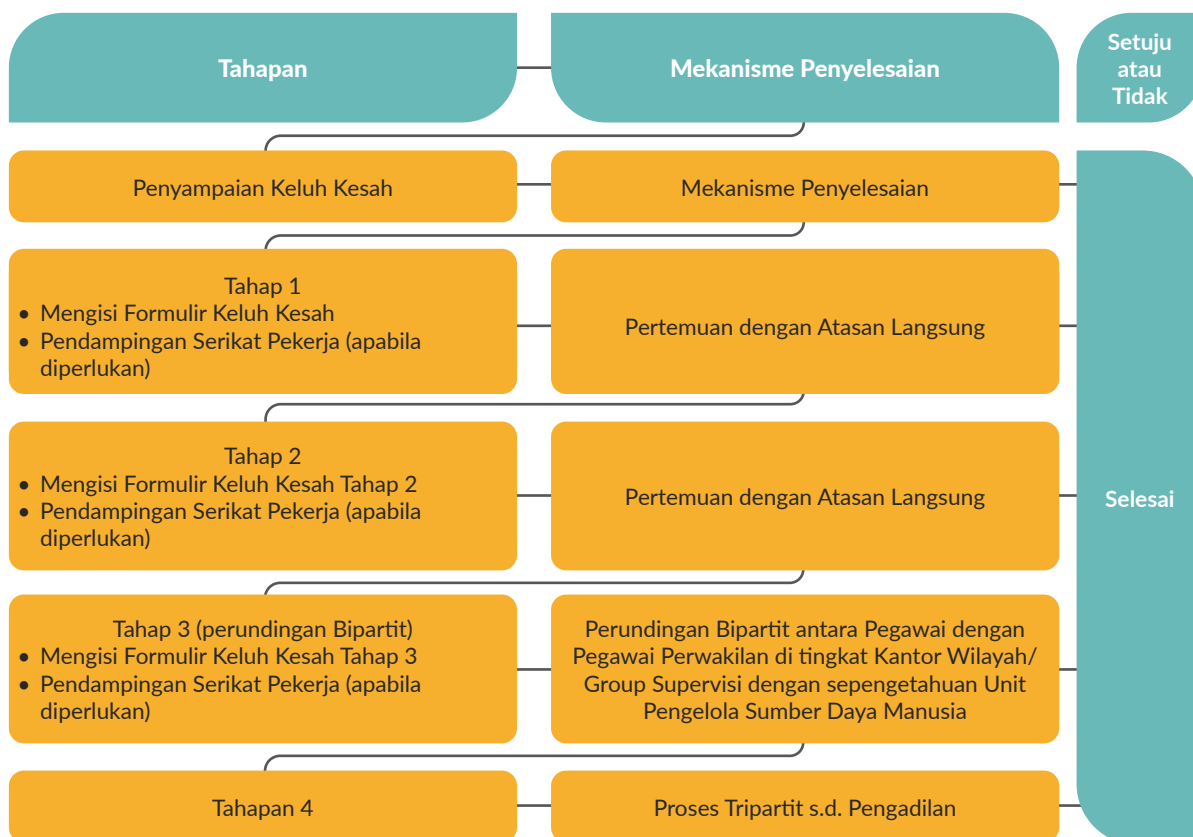 Tahapan
Mekanisme Penyelesaian
Setuju
atau
Tidak
Penyampaian Keluh Kesah
Mekanisme Penyelesaian
Tahap 1
• Mengisi Formulir Keluh Kesah
• Pendampingan Serikat Pekerja (apabila
diperlukan)
Pertemuan dengan Atasan Langsung
Tahap 2
• Mengisi Formulir Keluh Kesah Tahap 2
• Pendampingan Serikat Pekerja (apabila
diperlukan)
Pertemuan dengan Atasan Langsung
Selesai
Tahap 3 (perundingan Bipartit)
• Mengisi Formulir Keluh Kesah Tahap 3
• Pendampingan Serikat Pekerja (apabila
diperlukan)
Perundingan Bipartit antara Pegawai dengan
Pegawai Perwakilan di tingkat Kantor Wilayah/
Group Supervisi dengan sepengetahuan Unit
Pengelola Sumber Daya Manusia
Tahapan 4
Proses Tripartit s.d. Pengadilan